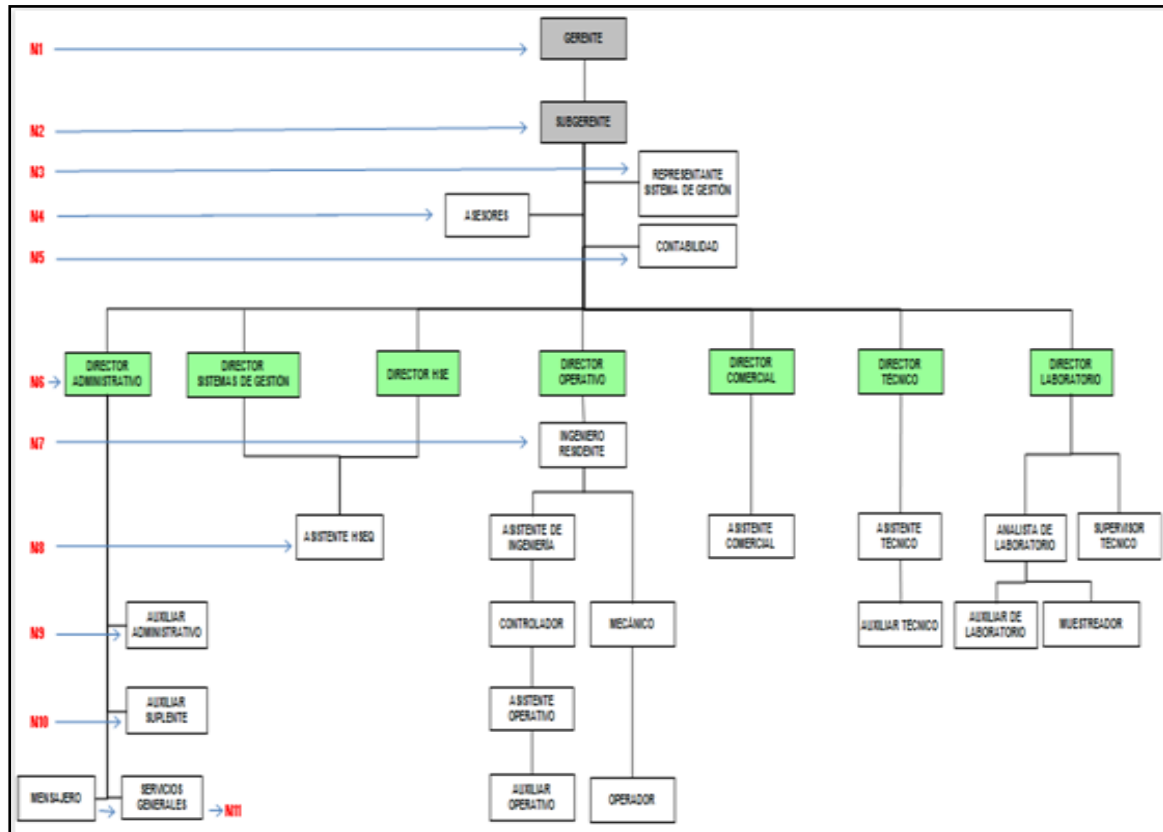 N1
GERENTE
N2
SUBGERENTE
N3
REPRESENTANTE
SISTEMA DE GESTIÓN
N4
ASESORES
N5
CONTABILIDAD
N6
DIRECTOR
ADMINISTRATIVO
DIRECTOR
SISTEMAS DE GESTIÓN
DIRECTOR HSE
DIRECTOR
OPERATIVO
DIRECTOR
COMERCIAL
DIRECTOR
TÉCNICO
DIRECTOR
LABORATORIO
N7
INGENIERO
RESIDENTE
N8
ASISTENTE HSEQ
ASISTENTE DE
INGENIERÍA
ASISTENTE
COMERCIAL
ASISTENTE
TÉCNICO
ANALISTA DE
LABORATORIO
SUPERVISOR
TÉCNICO
N9
AUXILIAR
ADMINISTRATIVO
CONTROLADOR
MECÁNICO
AUXILIAR TÉCNICO
AUXILIAR DE
LABORATORIO
MUESTREADOR
N10
AUXILIAR
SUPLENTE
ASISTENTE
OPERATIVO
MENSAJERO
SERVICIOS
GENERALES
N11
AUXILIAR
OPERATIVO
OPERADOR